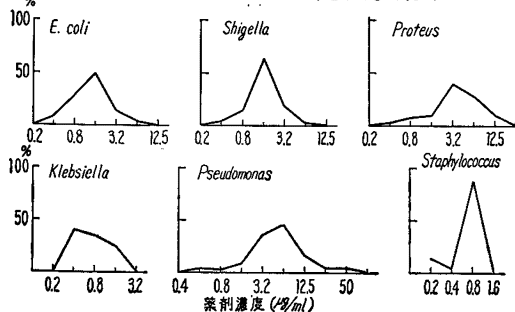 %
100
50
E. coli
0.2 0.8 3.2 12.5
Shigella
0.2 0.8 3.2 12.5
Proteus
0.2 0.8 3.2 12.5
%
100
50
Klebsiella
0.2 0.8 3.2
Pseudomonas
0.4 3.2 12.5 50
Staphylococcus
0.2 0.4 0.8 1.6
薬剤濃度 (μg/ml)